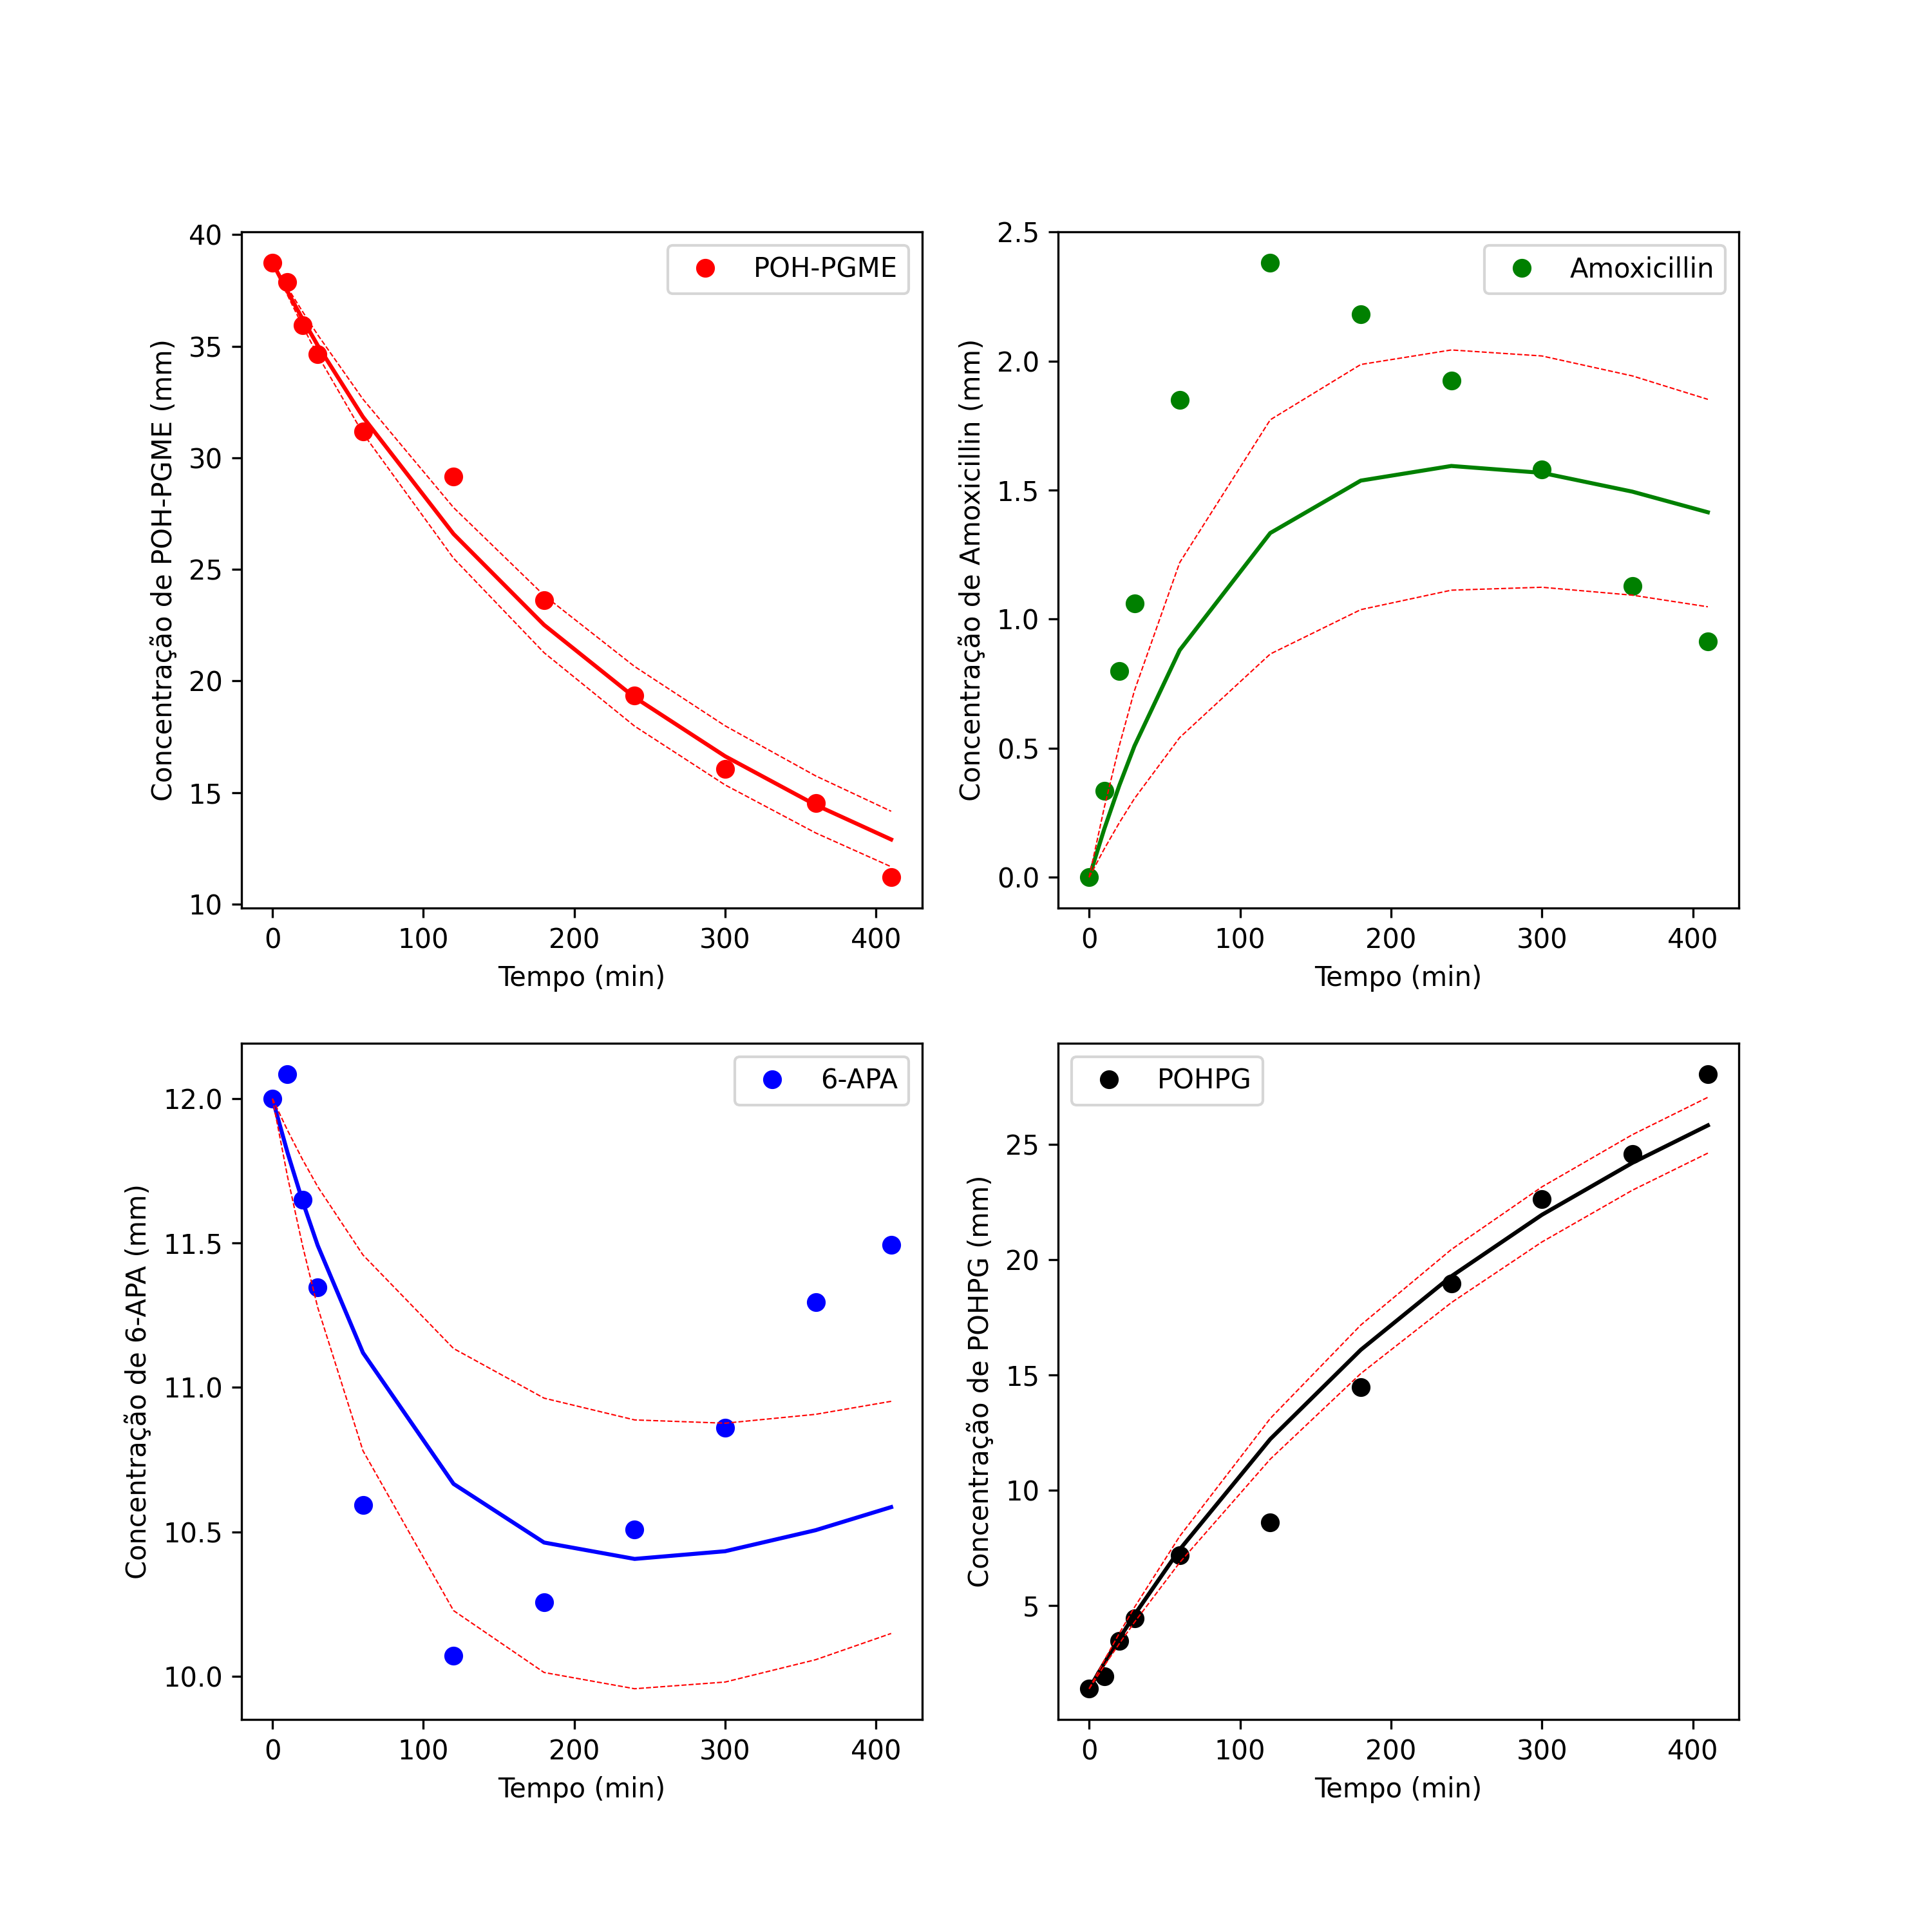 POH-PGME
Concentração de POH-PGME (mm)
40
35
30
25
20
15
10
0 100 200 300 400
Tempo (min)
Amoxicillin
Concentração de Amoxicillin (mm)
2.5
2.0
1.5
1.0
0.5
0.0
0 100 200 300 400
Tempo (min)
6-APA
Concentração de 6-APA (mm)
12.0
11.5
11.0
10.5
10.0
0 100 200 300 400
Tempo (min)
POHPG
Concentração de POHPG (mm)
25
20
15
10
5
0 100 200 300 400
Tempo (min)